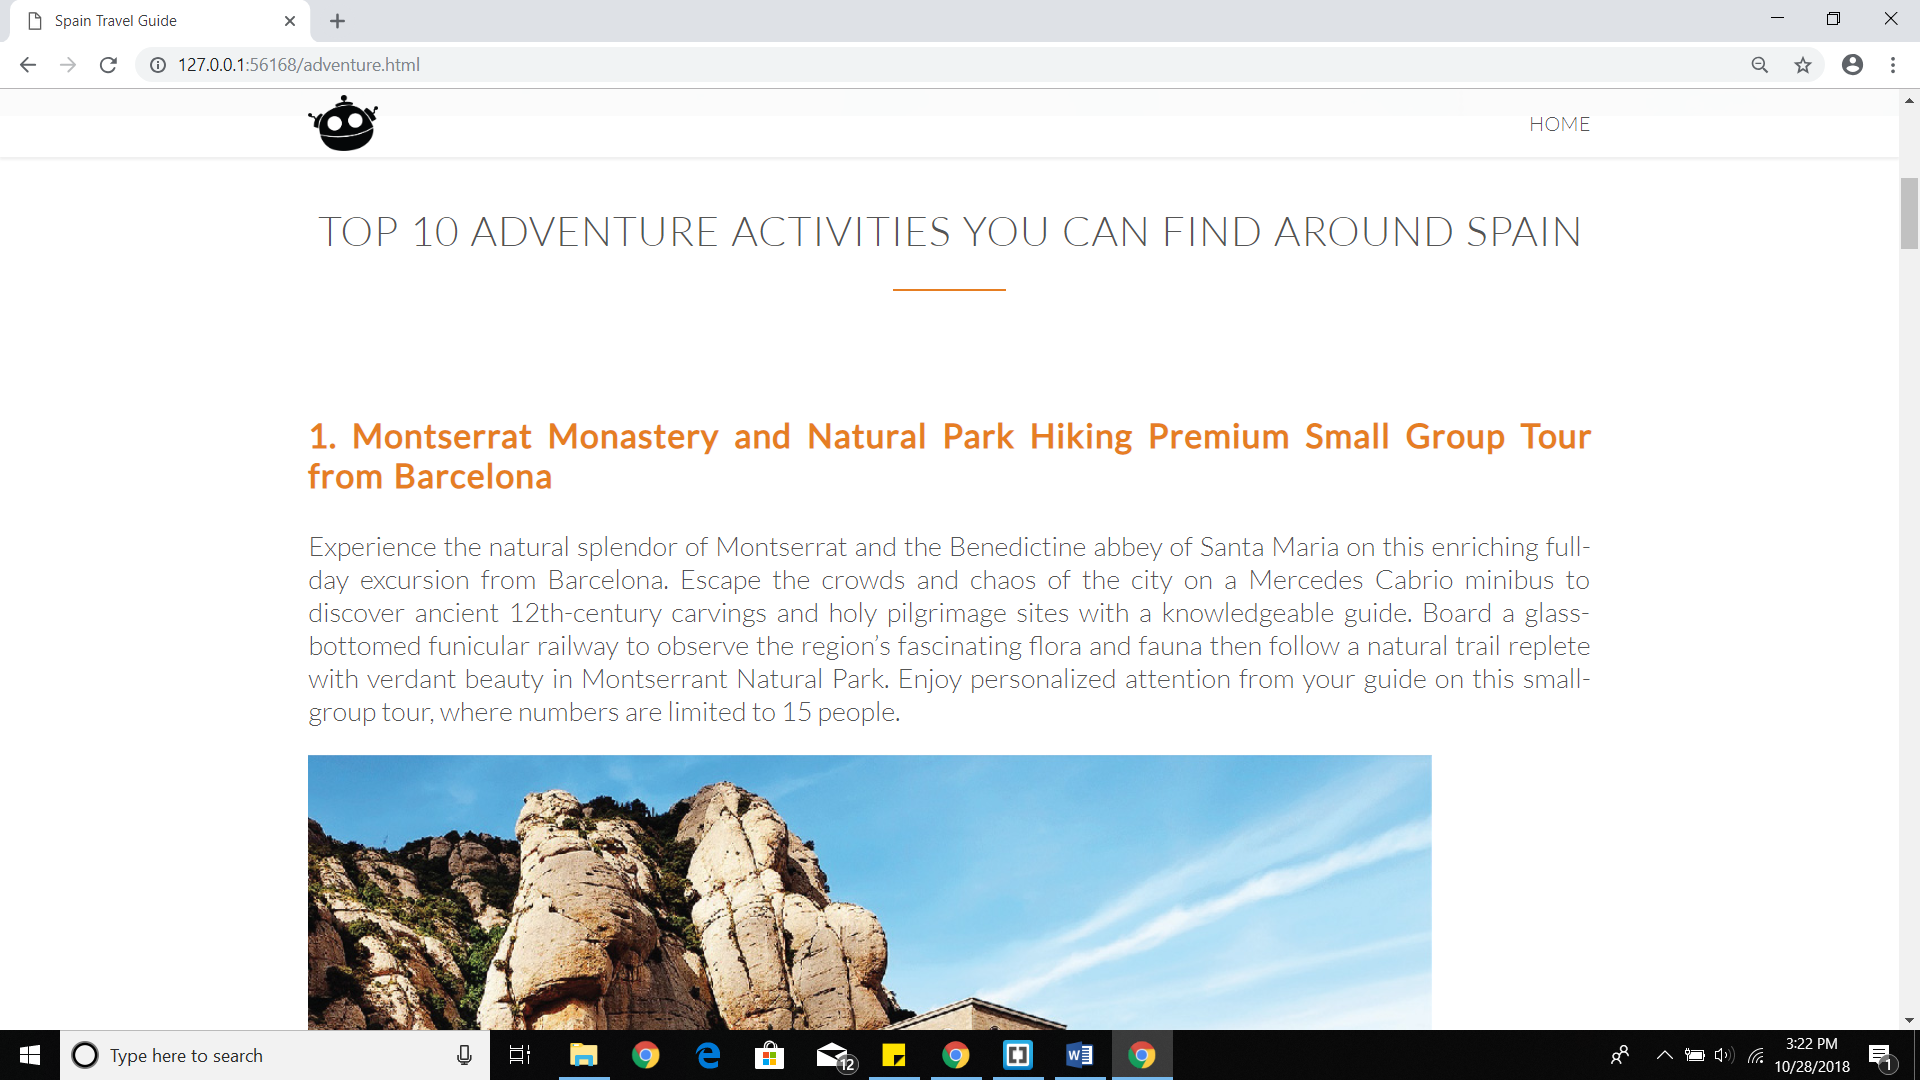 Spain Travel Guide
127.0.0.1:56168/adventure.html
HOME
TOP 10 ADVENTURE ACTIVITIES YOU CAN FIND AROUND SPAIN
1. Montserrat Monastery and Natural Park Hiking Premium Small Group Tour
from Barcelona
Experience the natural splendor of Montserrat and the Benedictine abbey of Santa Maria on this enriching full-
day excursion from Barcelona. Escape the crowds and chaos of the city on a Mercedes Cabrio minibus to
discover ancient 12th-century carvings and holy pilgrimage sites with a knowledgeable guide. Board a glass-
bottomed funicular railway to observe the region’s fascinating flora and fauna then follow a natural trail replete
with verdant beauty in Montserrant Natural Park. Enjoy personalized attention from your guide on this small-
group tour, where numbers are limited to 15 people.
Type here to search
12
3:22 PM
10/28/2018
1